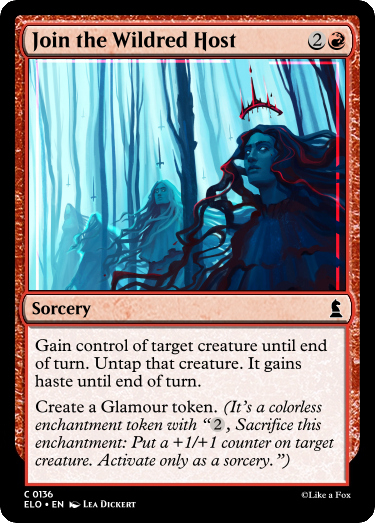 Join the Wildred Host 2
Sorcery
Gain control of target creature until end
of turn. Untap that creature. It gains
haste until end of turn.
Create a Glamour token. (It's a colorless
enchantment token with “2, Sacrifice this
enchantment: Put a +1/+1 counter on target
creature. Activate only as a sorcery.”)
C 0136
ELO • EN Lea Dickert
©Like a Fox